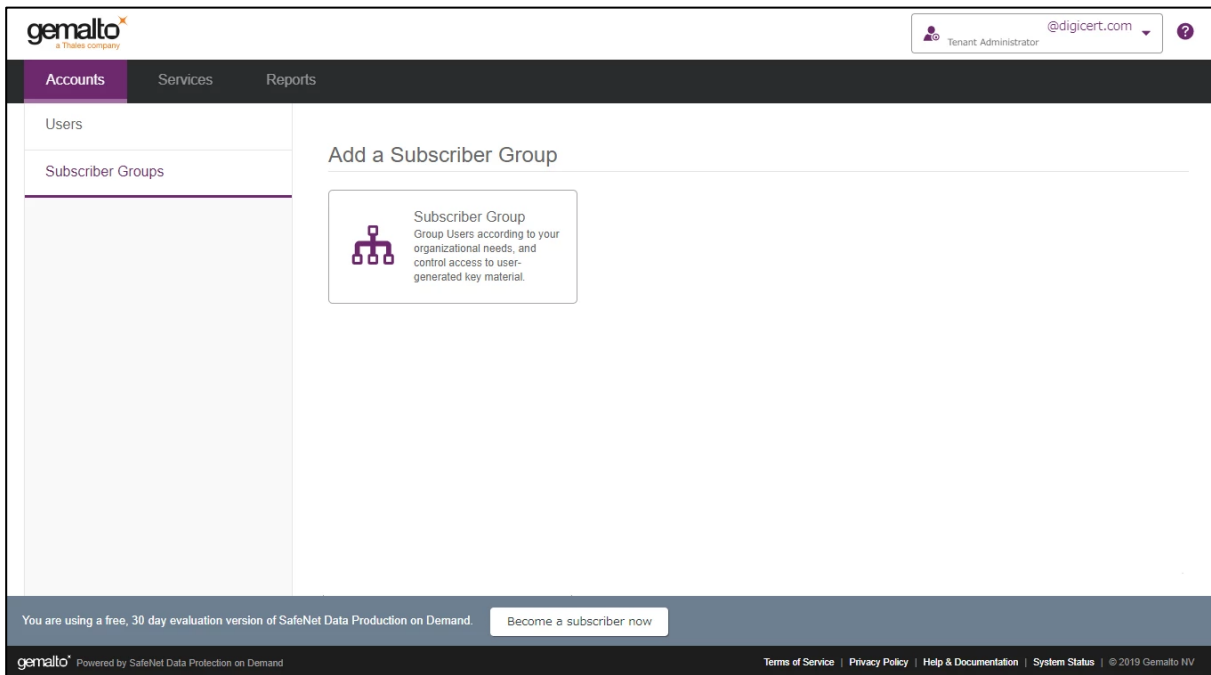 gemalto
a Thales company
@digicert.com
Tenant Administrator
?
Accounts
Services
Reports
Users
Subscriber Groups
Add a Subscriber Group
Subscriber Group
Group Users according to your
organizational needs, and
control access to user-
generated key material.
You are using a free, 30 day evaluation version of SafeNet Data Production on Demand.
Become a subscriber now
gemalto Powered by SafeNet Data Protection on Demand
Terms of Service | Privacy Policy | Help & Documentation | System Status | © 2019 Gemalto NV